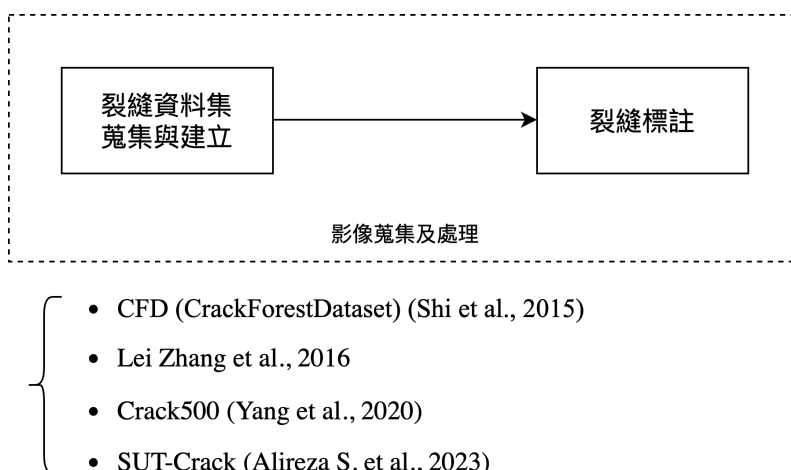 裂縫資料集
蒐集與建立
裂縫標註
影像蒐集及處理
• CFD (CrackForestDataset) (Shi et al., 2015)
• Lei Zhang et al., 2016
• Crack500 (Yang et al., 2020)
• SUT-Crack (Alireza S. et al., 2023)